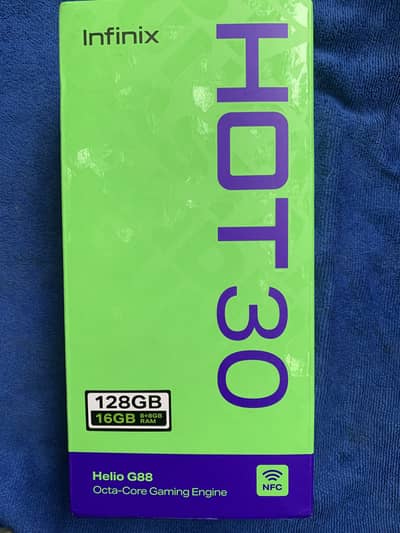 Infinix
HOT 30
128GB
16GB 8+8GB RAM
Helio G88
Octa-Core Gaming Engine
NFC